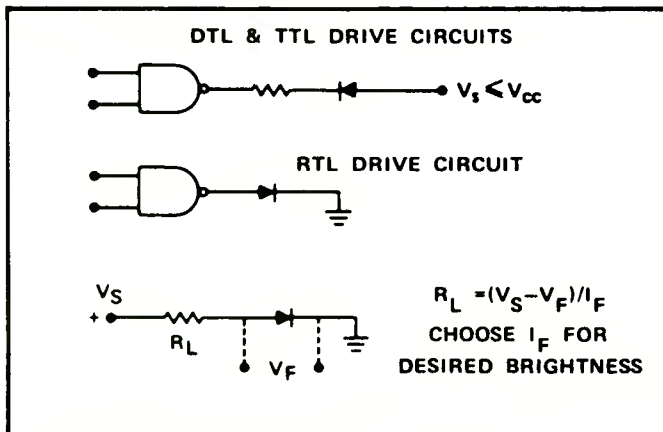 DTL & TTL DRIVE CIRCUITS
Vs ≤ Vcc
RTL DRIVE CIRCUIT
VS
+
RL
VF
RL =(VS–VF)/IF
CHOOSE IF FOR
DESIRED BRIGHTNESS